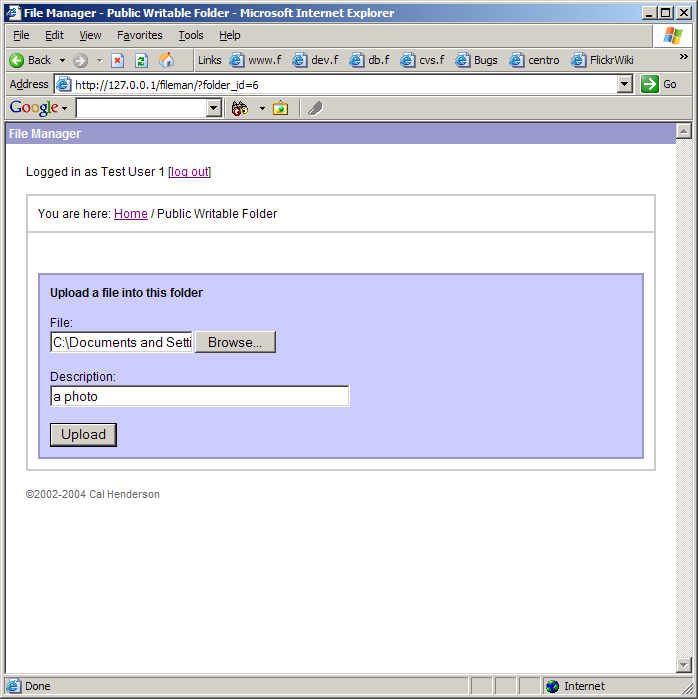 File Manager - Public Writable Folder - Microsoft Internet Explorer
File Edit View Favorites Tools Help
Back Links www.f dev.f db.f cvs.f Bugs centro FlickrWiki »
Address http://127.0.0.1/fileman/?folder_id=6 Go
Google
File Manager
Logged in as Test User 1 [log out]
You are here: Home / Public Writable Folder
Upload a file into this folder
File:
C:\Documents and Setti Browse...
Description:
a photo
Upload
©2002-2004 Cal Henderson
Done Internet